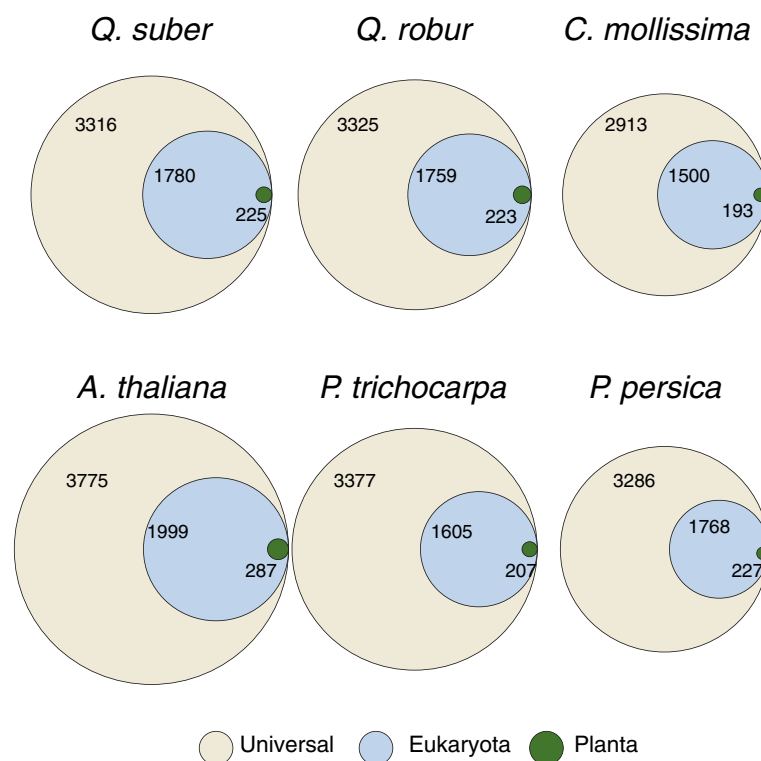 Q. suber Q. robur C. mollissima
3316 3325 2913
1780 1759 1500
225 223 193
A. thaliana P. trichocarpa P. persica
3775 3377 3286
1999 1605 1768
287 207 227
Universal Eukaryota Planta